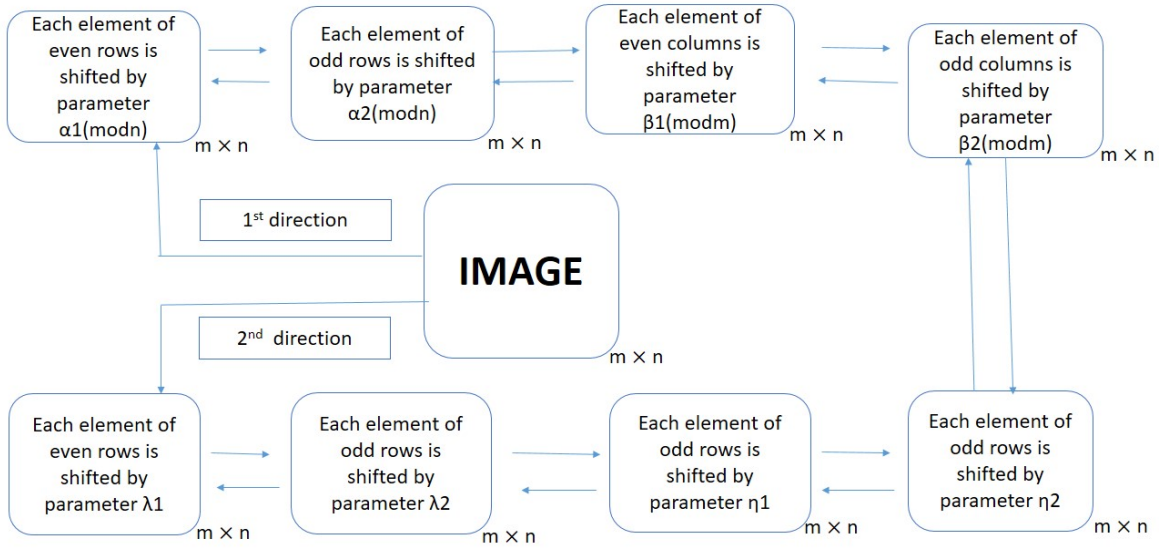 Each element of
even rows is
shifted by
parameter
α1(modn)
m × n
Each element of
odd rows is shifted
by parameter
α2(modn)
m × n
Each element of
even columns is
shifted by
parameter
β1(modm)
m × n
Each element of
odd columns is
shifted by
parameter
β2(modm)
m × n
1st direction
IMAGE
m × n
2nd direction
Each element of
even rows is
shifted by
parameter λ1
m × n
Each element of
odd rows is
shifted by
parameter λ2
m × n
Each element of
odd rows is
shifted by
parameter η1
m × n
Each element of
odd rows is
shifted by
parameter η2
m × n